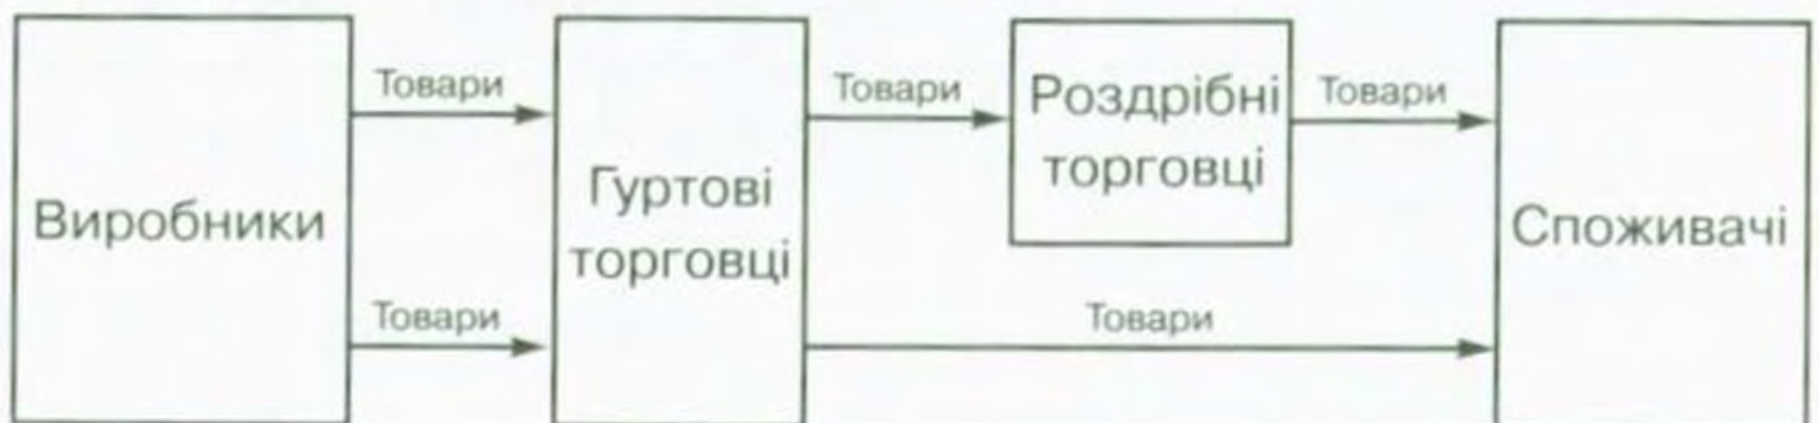 Товари
Товари
Роздрібні
торговці
Товари
Гуртові
торговці
Виробники
Споживачі
Товари
Товари